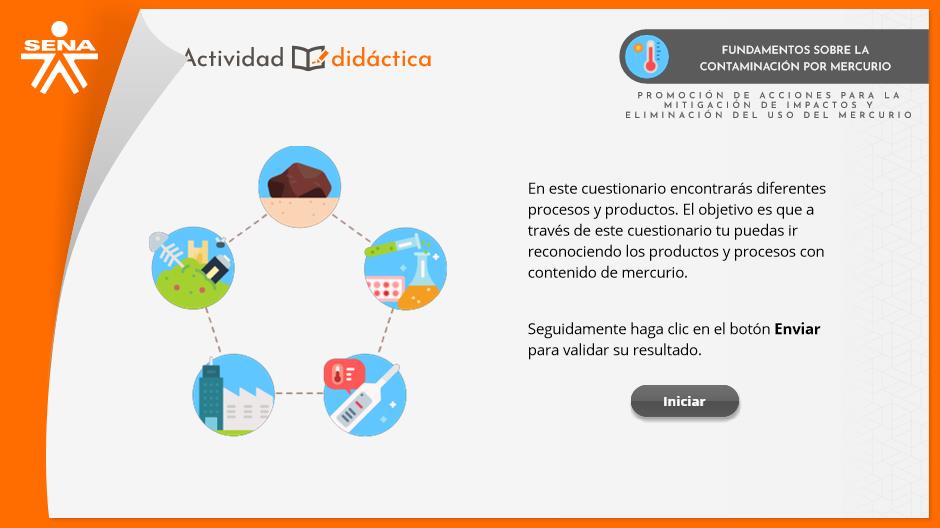 SENA
Actividad didáctica
FUNDAMENTOS SOBRE LA
CONTAMINACIÓN POR MERCURIO
PROMOCIÓN DE ACCIONES PARA LA
MITIGACIÓN DE IMPACTOS Y
ELIMINACIÓN DEL USO DEL MERCURIO
En este cuestionario encontrarás diferentes
procesos y productos. El objetivo es que a
través de este cuestionario tu puedas ir
reconociendo los productos y procesos con
contenido de mercurio.
Seguidamente haga clic en el botón Enviar
para validar su resultado.
Iniciar